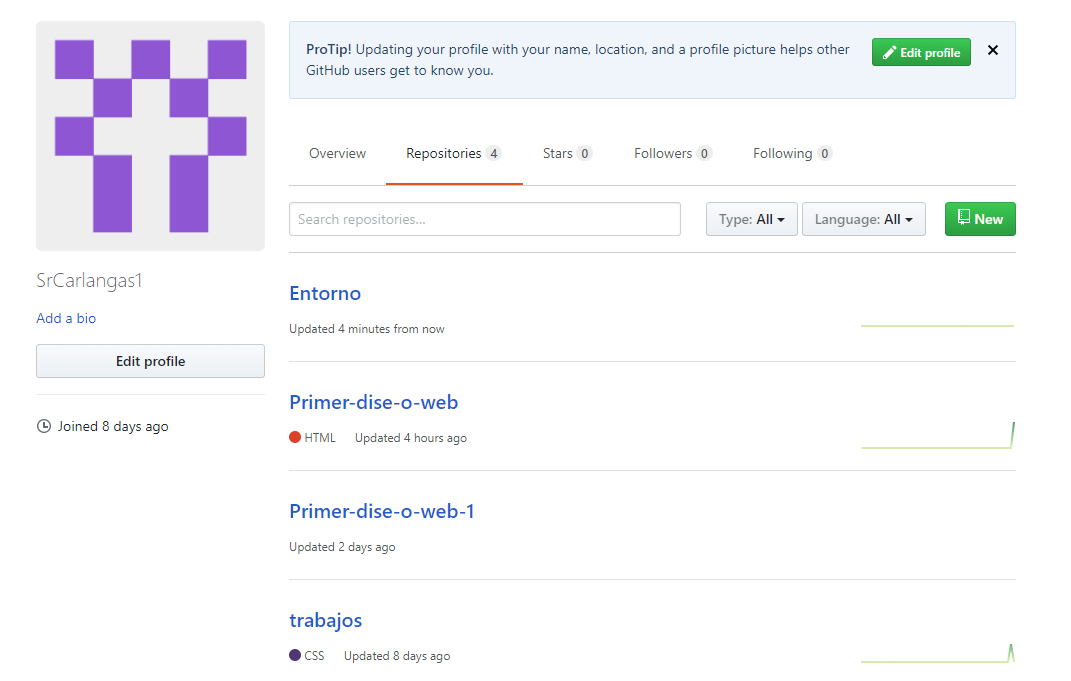 ProTip! Updating your profile with your name, location, and a profile picture helps other
GitHub users get to know you.
Edit profile
Overview
Repositories 4
Stars 0
Followers 0
Following 0
Search repositories...
Type: All
Language: All
New
SrCarlangas1
Add a bio
Edit profile
Joined 8 days ago
Entorno
Updated 4 minutes from now
Primer-dise-o-web
HTML Updated 4 hours ago
Primer-dise-o-web-1
Updated 2 days ago
trabajos
CSS Updated 8 days ago